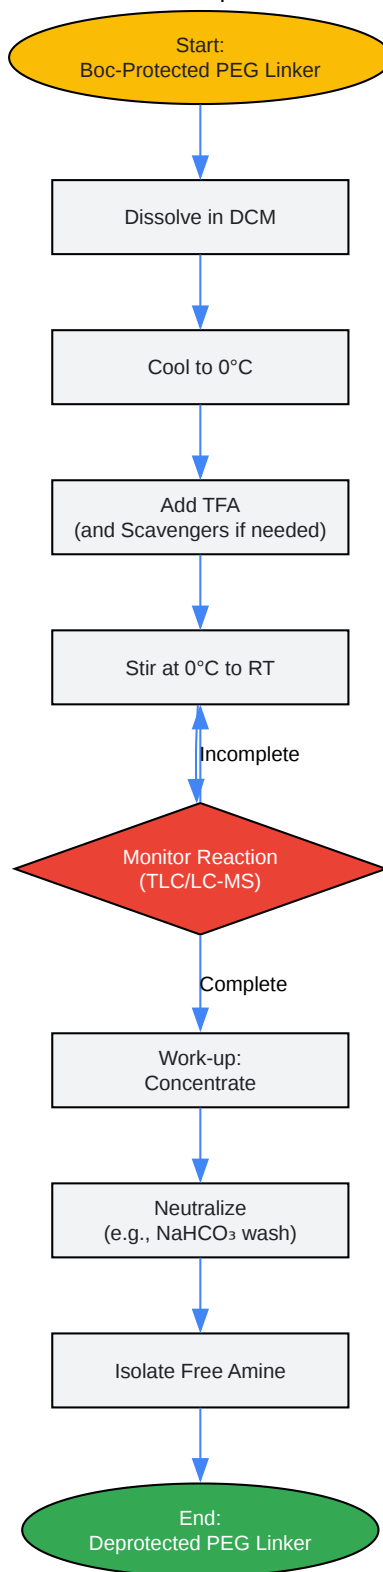 Start:
Boc-Protected PEG Linker
Dissolve in DCM
Cool to 0°C
Add TFA
(and Scavengers if needed)
Stir at 0°C to RT
Incomplete
Monitor Reaction
(TLC/LC-MS)
Complete
Work-up:
Concentrate
Neutralize
(e.g., NaHCO₃ wash)
Isolate Free Amine
End:
Deprotected PEG Linker